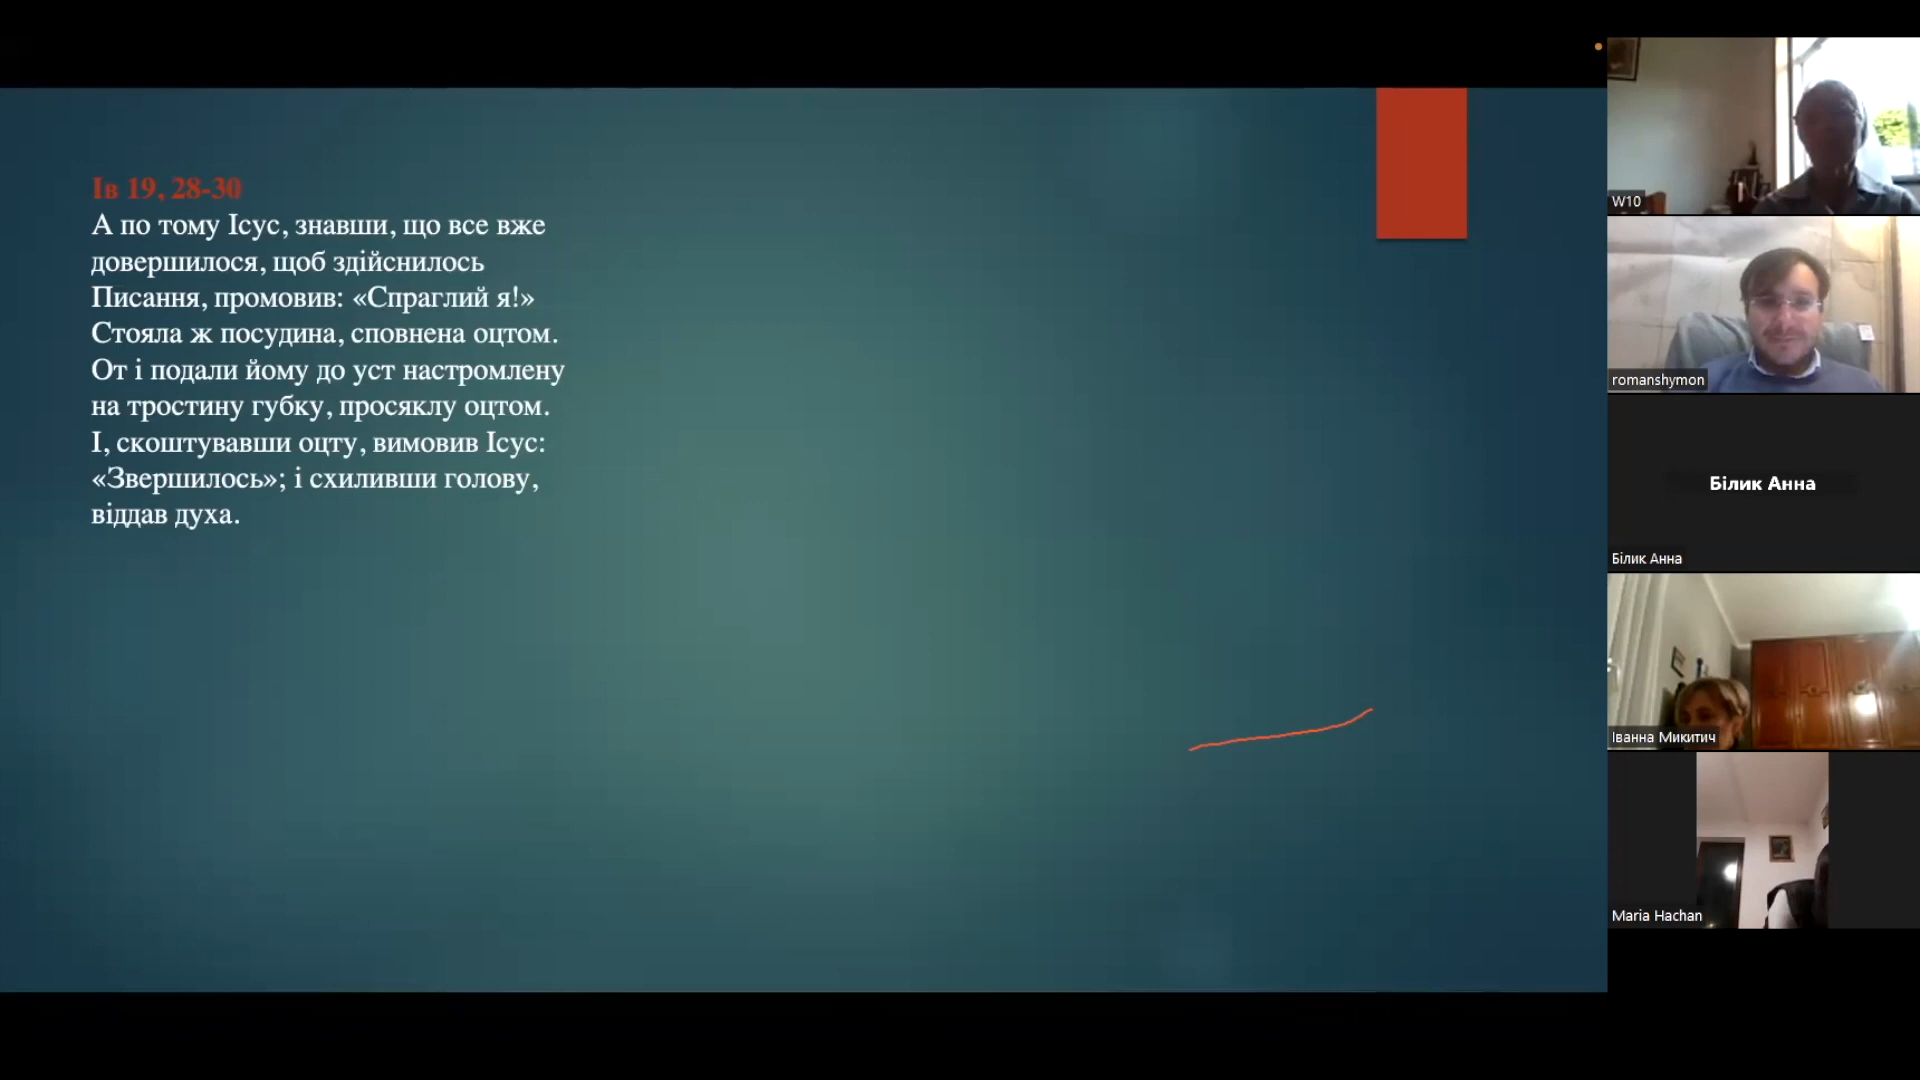 Ів 19, 28-30
А по тому Ісус, знавши, що все вже
довершилося, щоб здійснилось
Писання, промовив: «Спраглий я!»
Стояла ж посудина, сповнена оцтом.
От і подали йому до уст настромлену
на тростину губку, просяклу оцтом.
І, скоштувавши оцту, вимовив Ісус:
«Звершилось»; і схиливши голову,
віддав духа.
W10
romanshymon
Білик Анна
Білик Анна
Іванна Микитич
Maria Hachan